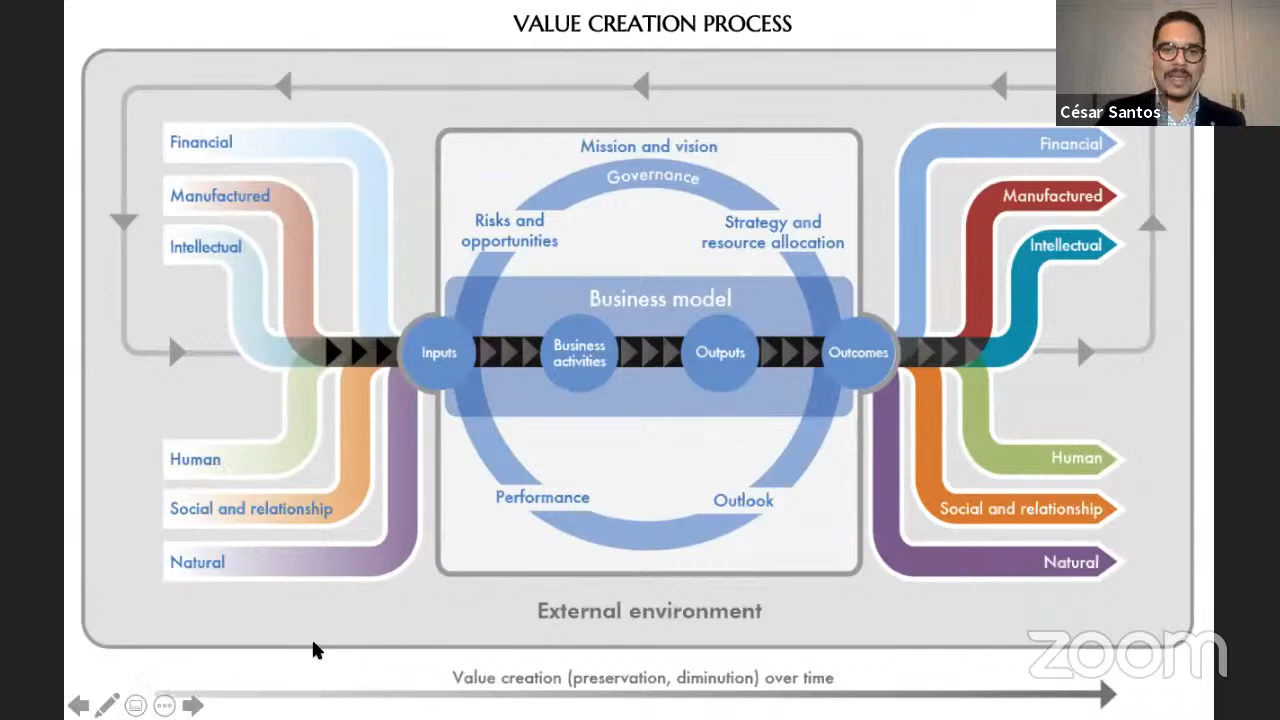 VALUE CREATION PROCESS
César Santos
Financial
Manufactured
Intellectual
Human
Social and relationship
Natural
Mission and vision
Governance
Risks and
opportunities
Strategy and
resource allocation
Business model
Inputs
Business
activities
Outputs
Outcomes
Performance
Outlook
Financial
Manufactured
Intellectual
Human
Social and relationship
Natural
External environment
zoom
Value creation (preservation, diminution) over time